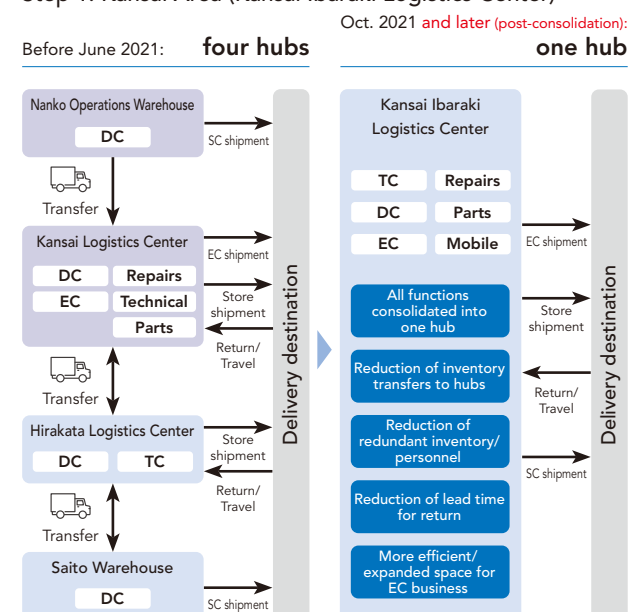 Oct. 2021 and later (post-consolidation):
Before June 2021: four hubs
one hub
Nanko Operations Warehouse
DC
SC shipment
Transfer
Kansai Logistics Center
DC Repairs
EC Technical
Parts
EC shipment
Store
shipment
Return/
Travel
Transfer
Hirakata Logistics Center
DC TC
Store
shipment
Return/
Travel
Transfer
Saito Warehouse
DC
SC shipment
Delivery destination
Kansai Ibaraki
Logistics Center
TC Repairs
DC Parts
EC Mobile
All functions
consolidated into
one hub
Reduction of inventory
transfers to hubs
Reduction of
redundant inventory/
personnel
Reduction of lead time
for return
More efficient/
expanded space for
EC business
EC shipment
Store
shipment
Return/
Travel
SC shipment
Delivery destination